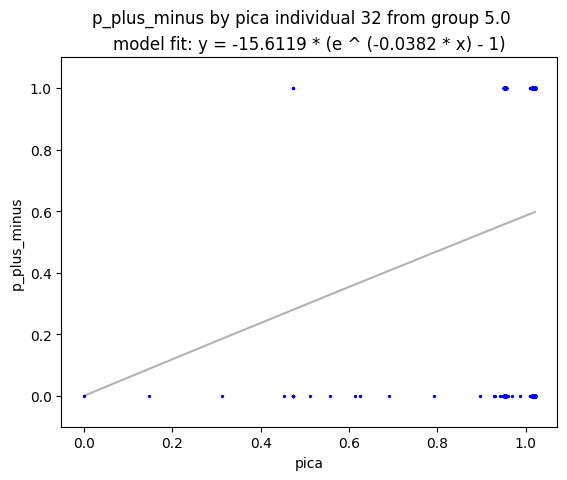 p_plus_minus by pica individual 32 from group 5.0
model fit: y = -15.6119 * (e ^ (-0.0382 * x) - 1)
1.0
0.8
0.6
0.4
0.2
0.0
p_plus_minus
0.0 0.2 0.4 0.6 0.8 1.0
pica